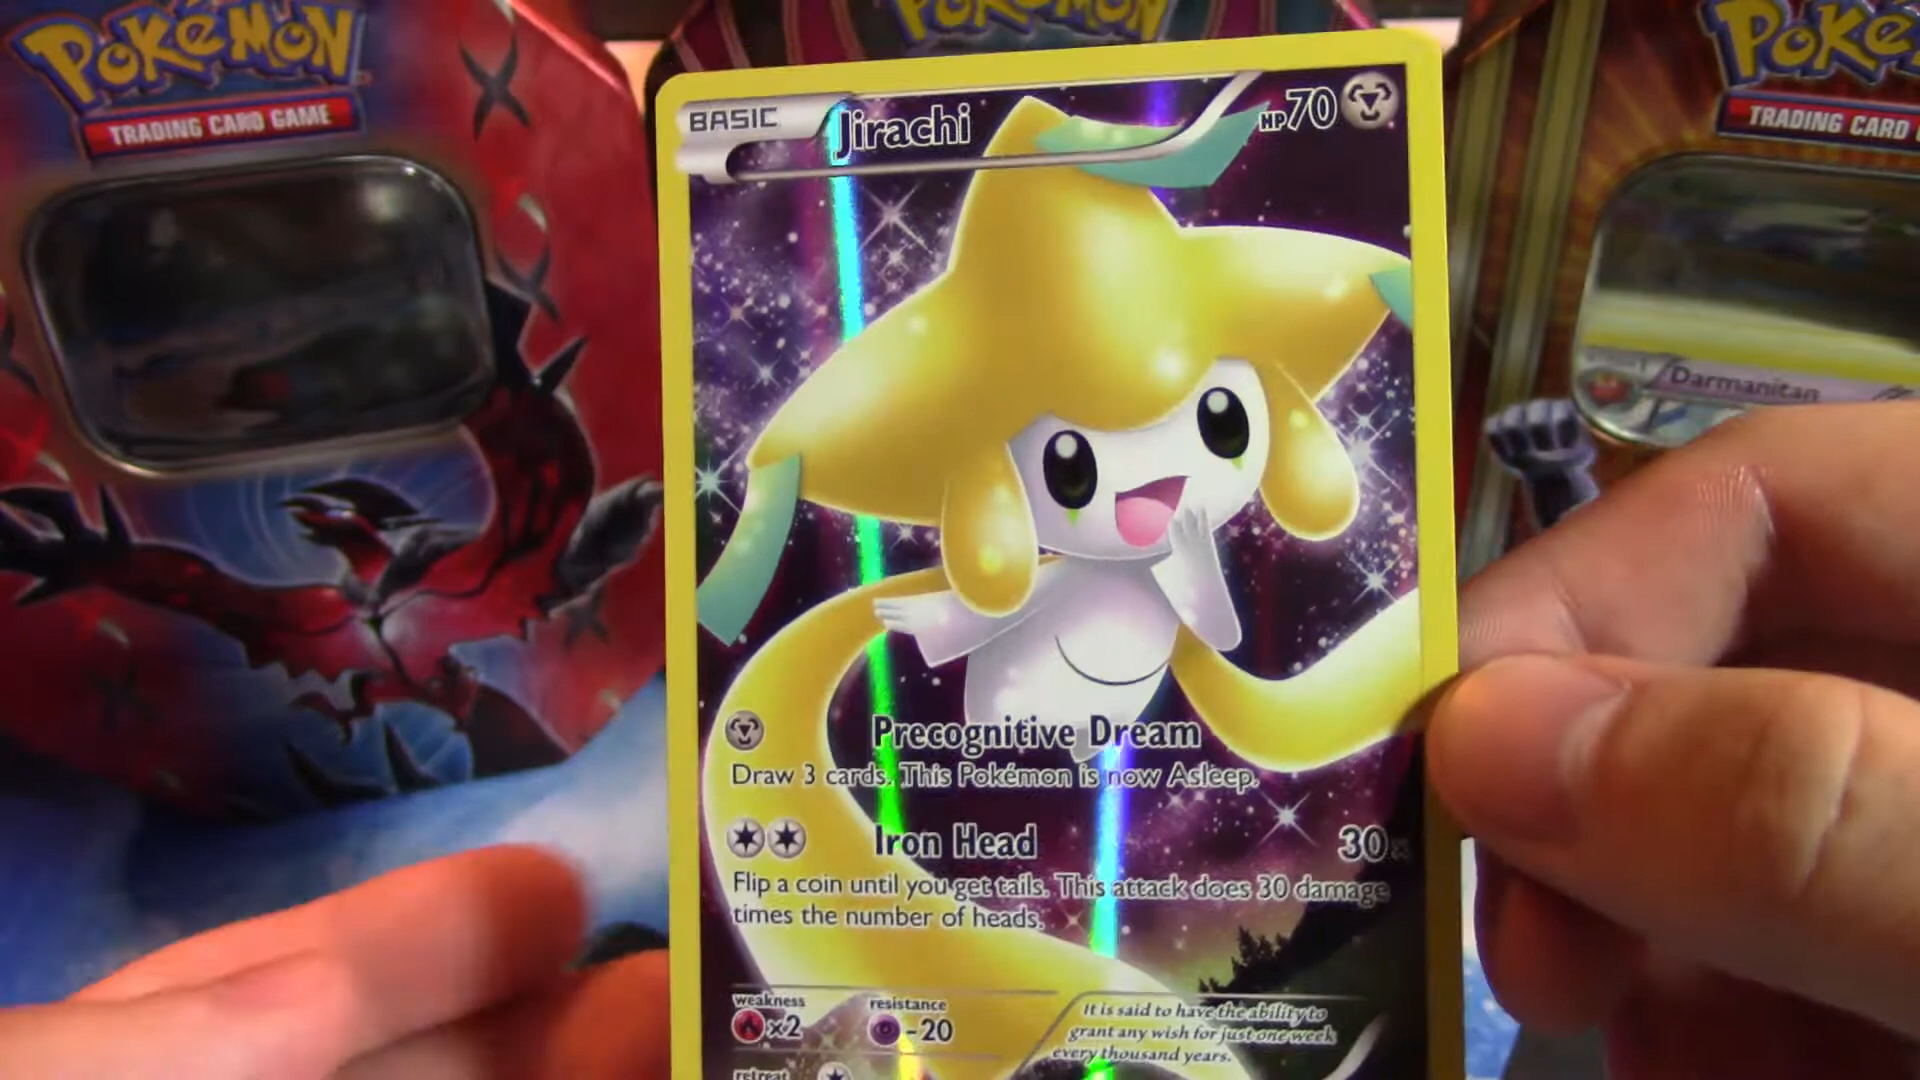 POKÉMON
TRADING CARD GAME
POKÉMON
POKÉ
TRADING CARD
Darmanitan
BASIC
Jirachi
HP70
Precognitive Dream
Draw 3 cards. This Pokémon is now Asleep.
Iron Head
30x
Flip a coin until you get tails. This attack does 30 damage
times the number of heads.
weakness
x2
resistance
-20
It is said to have the ability to
grant any wish for just one week
every thousand years.
retreat